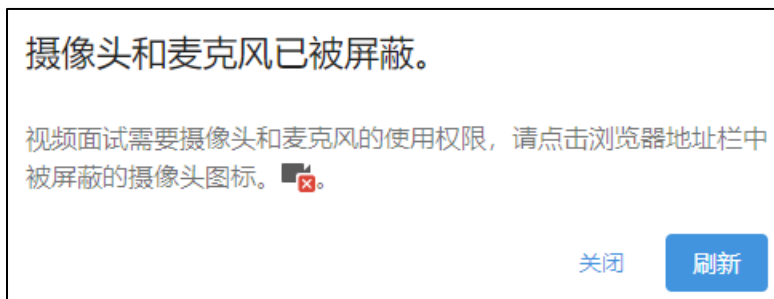 摄像头和麦克风已被屏蔽。
视频面试需要摄像头和麦克风的使用权限，请点击浏览器地址栏中
被屏蔽的摄像头图标。。
关闭
刷新